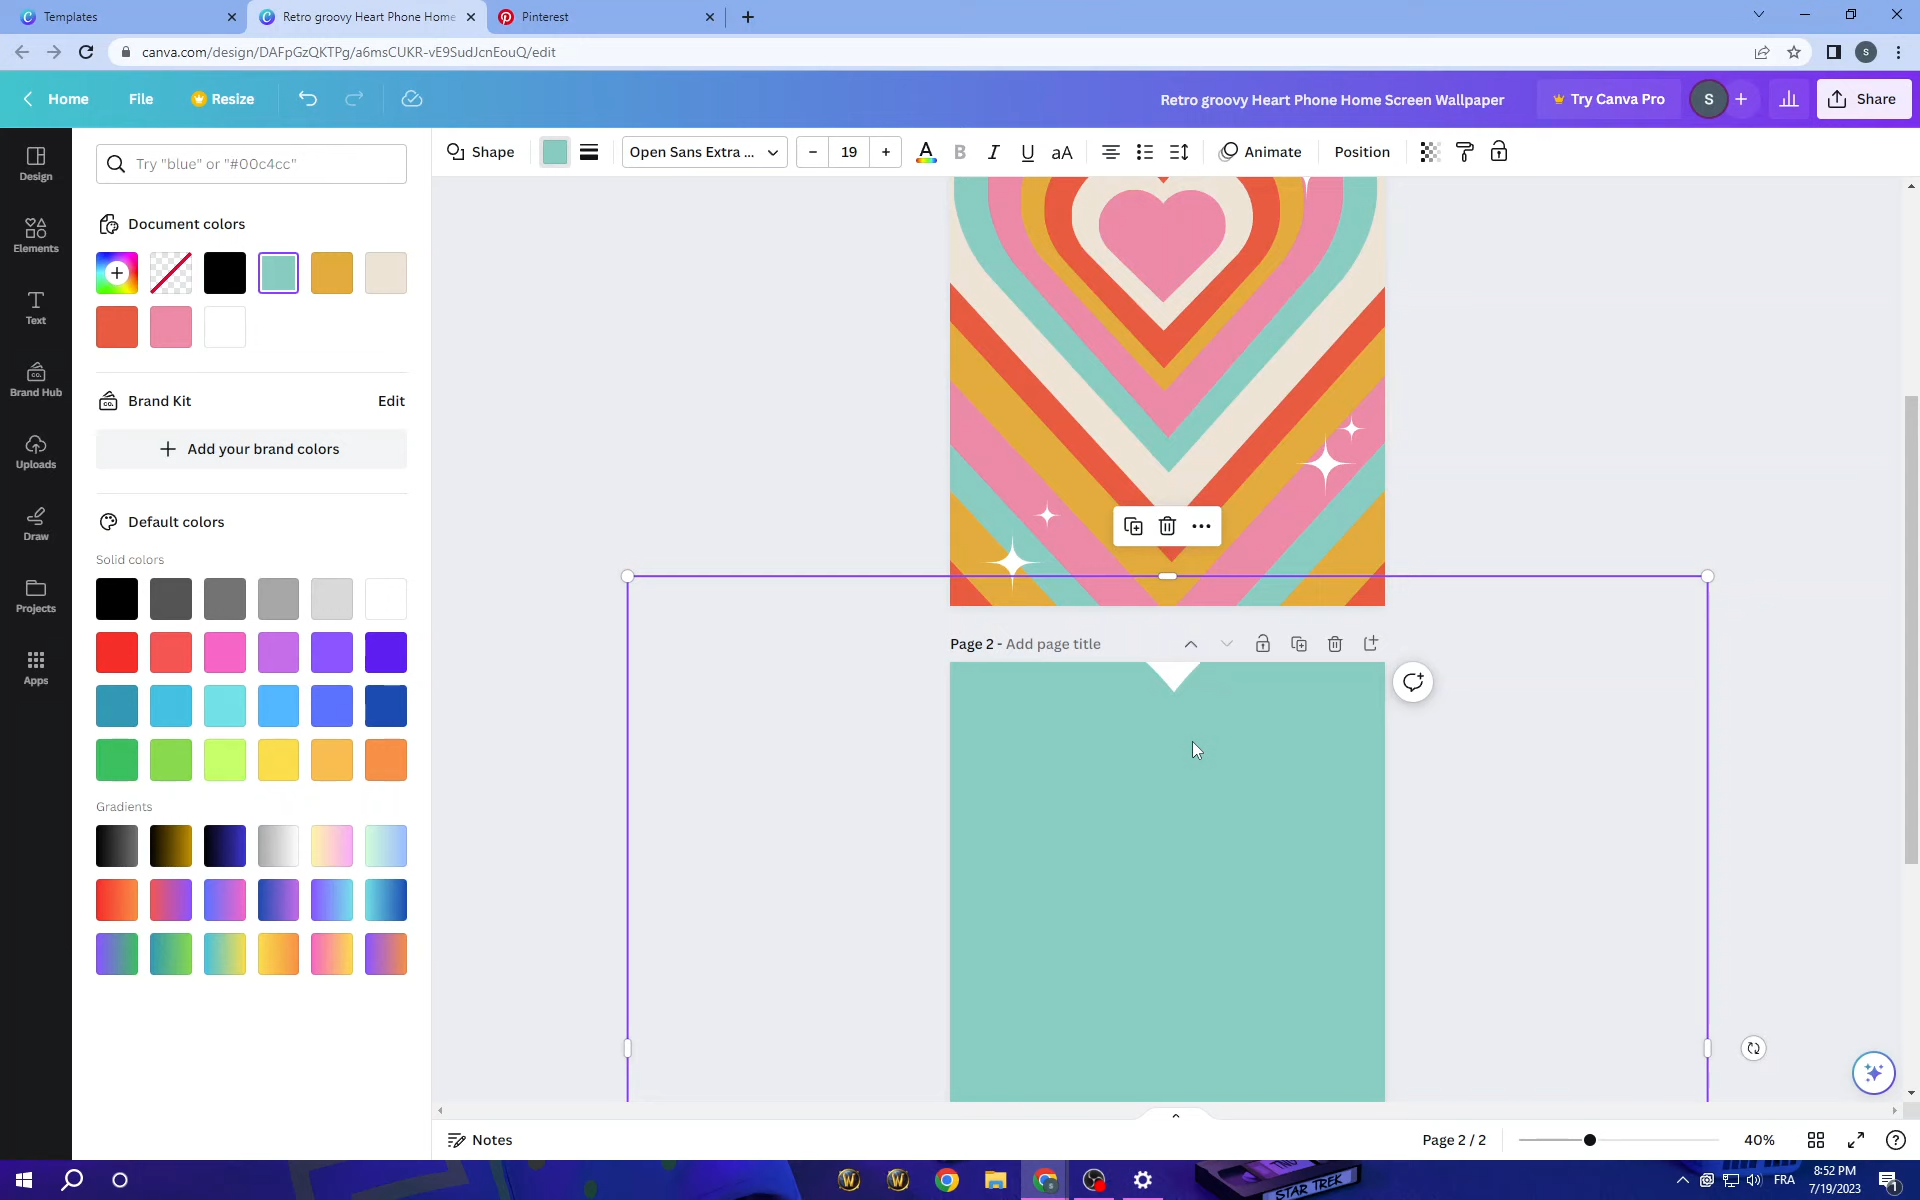 Templates
Retro groovy Heart Phone Home
Pinterest
canva.com/design/DAFpGzQKTPg/a6msCUKR-vE9SudJcnEouQ/edit
S
Home
File
Resize
Retro groovy Heart Phone Home Screen Wallpaper
Try Canva Pro
S
Share
Shape
Open Sans Extra ...
19
A
B
I
U
aA
Animate
Position
Design
Elements
Text
Brand Hub
Uploads
Draw
Projects
Apps
Try "blue" or "#00c4cc"
Document colors
Brand Kit
Edit
Add your brand colors
Default colors
Solid colors
Gradients
Page 2 - Add page title
Notes
Page 2 / 2
40%
STAR TREK
FRA
8:52 PM
7/19/2023
1